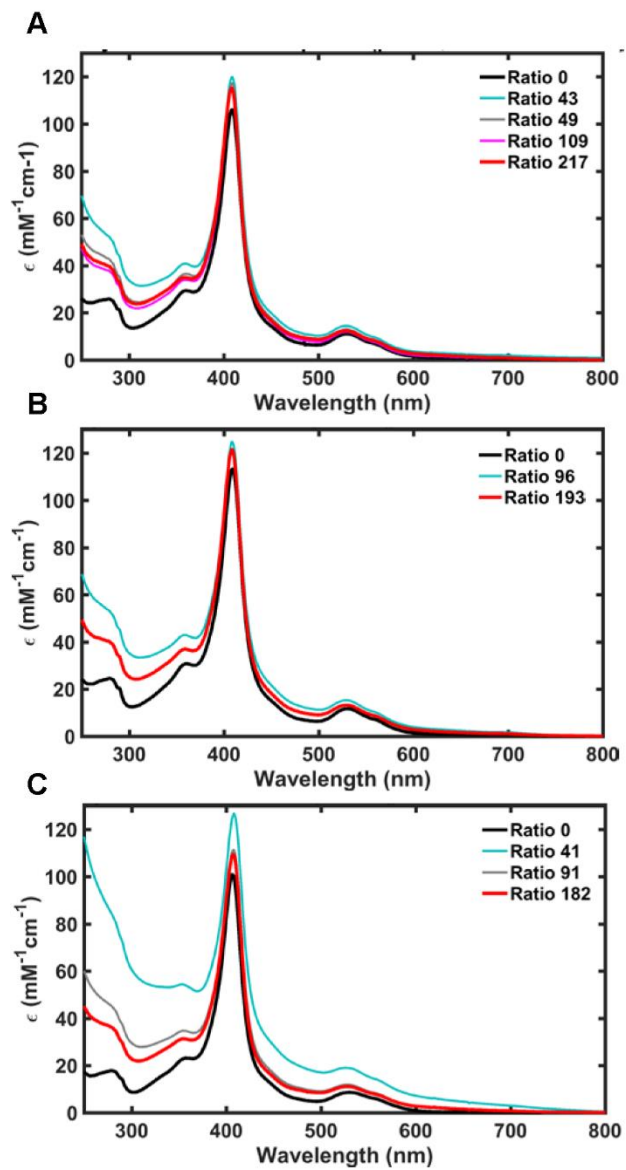 A
Ratio 0
Ratio 43
Ratio 49
Ratio 109
Ratio 217
120
100
80
60
40
20
0
ϵ (mM-1cm-1)
300 400 500 600 700 800
Wavelength (nm)
B
Ratio 0
Ratio 96
Ratio 193
120
100
80
60
40
20
0
ϵ (mM-1cm-1)
300 400 500 600 700 800
Wavelength (nm)
C
Ratio 0
Ratio 41
Ratio 91
Ratio 182
120
100
80
60
40
20
0
ϵ (mM-1cm-1)
300 400 500 600 700 800
Wavelength (nm)